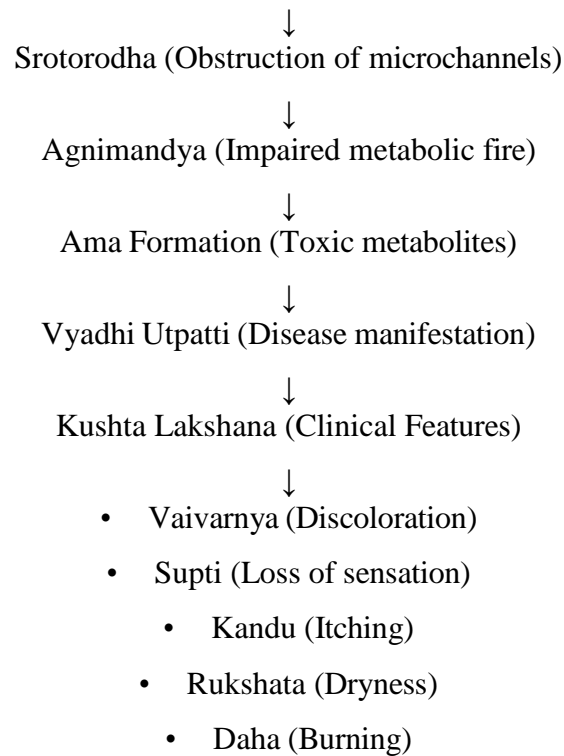 ↓
Srotorodha (Obstruction of microchannels)
↓
Agnimandya (Impaired metabolic fire)
↓
Ama Formation (Toxic metabolites)
↓
Vyadhi Utpatti (Disease manifestation)
↓
Kushta Lakshana (Clinical Features)
↓
• Vaivarnya (Discoloration)
• Supti (Loss of sensation)
• Kandu (Itching)
• Rukshata (Dryness)
• Daha (Burning)